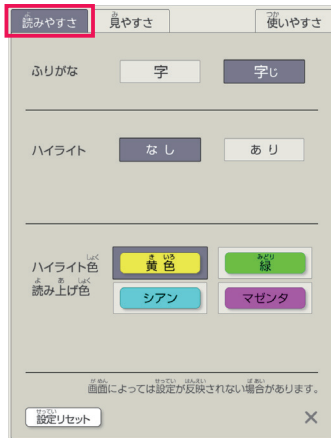 読みやすさ 見やすさ 使いやすさ
ふりがな 字 字じ
ハイライト なし あり
ハイライト色 黄色 緑
読み上げ色 シアン マゼンタ
画面によっては設定が反映されない場合があります。
設定リセット ×